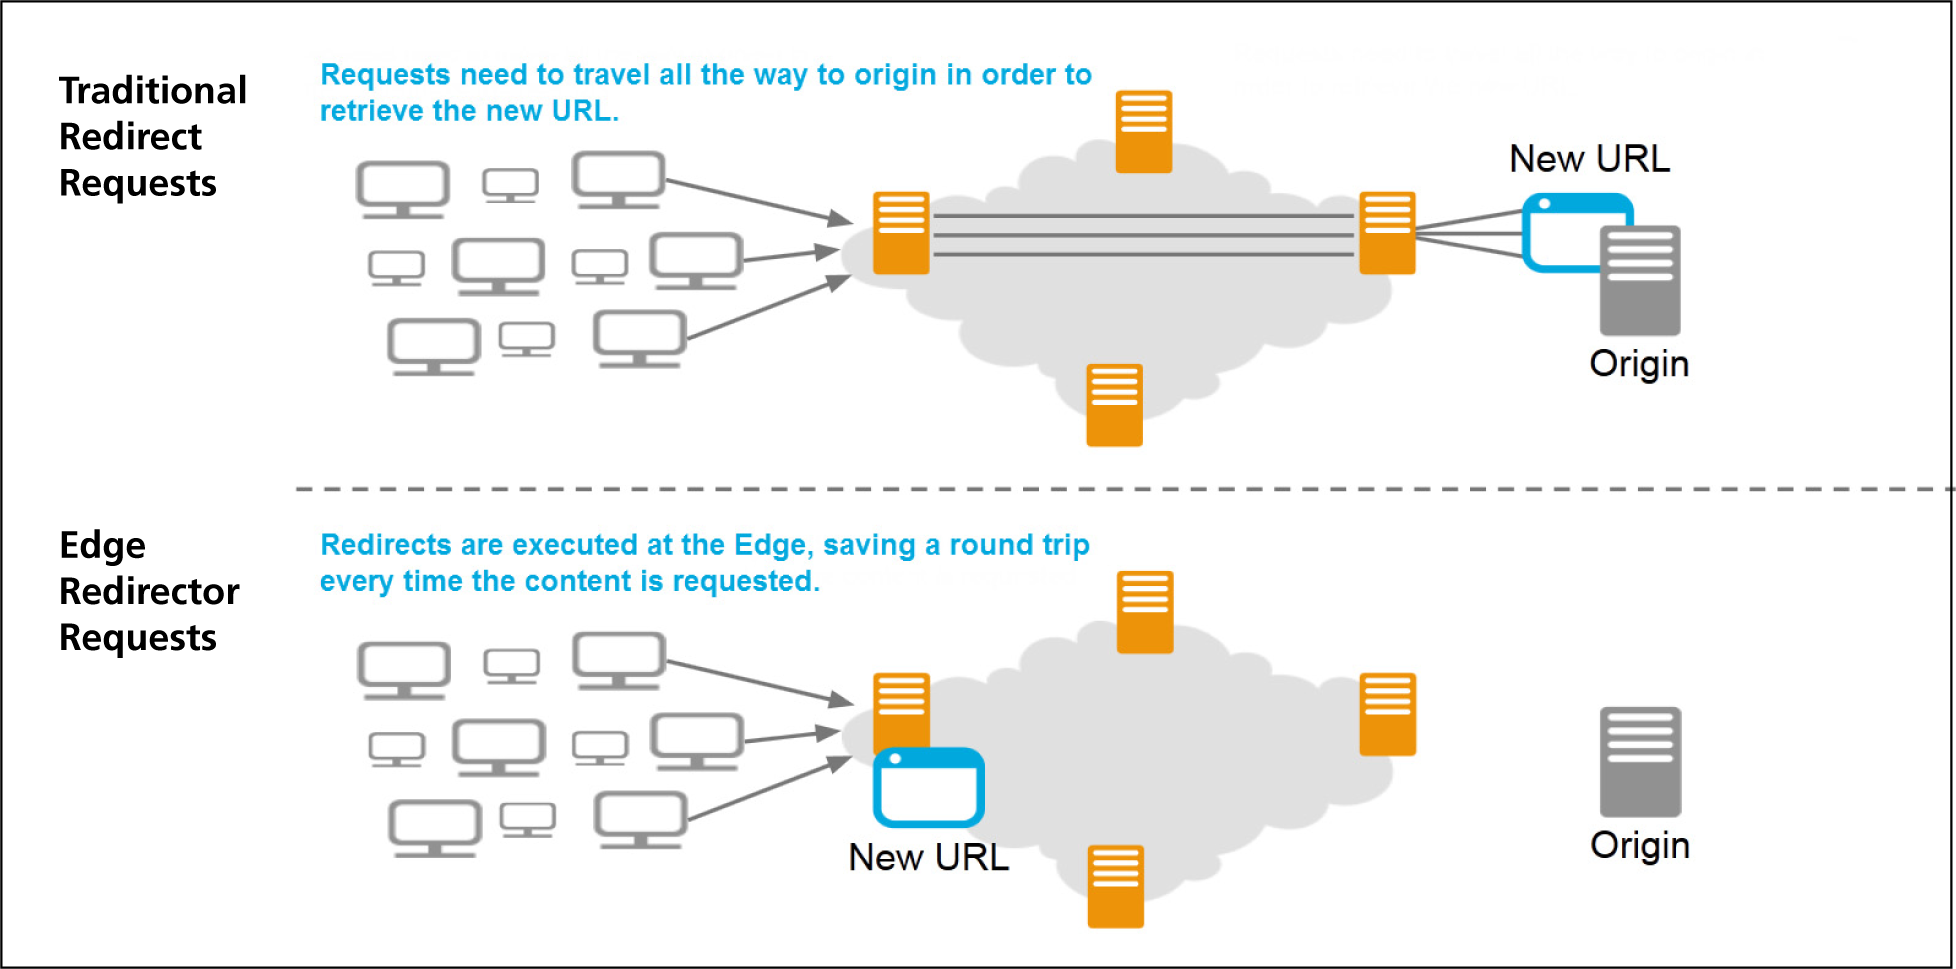 Traditional
Redirect
Requests
Requests need to travel all the way to origin in order to
retrieve the new URL.
New URL
Origin
Edge
Redirector
Requests
Redirects are executed at the Edge, saving a round trip
every time the content is requested.
New URL
Origin